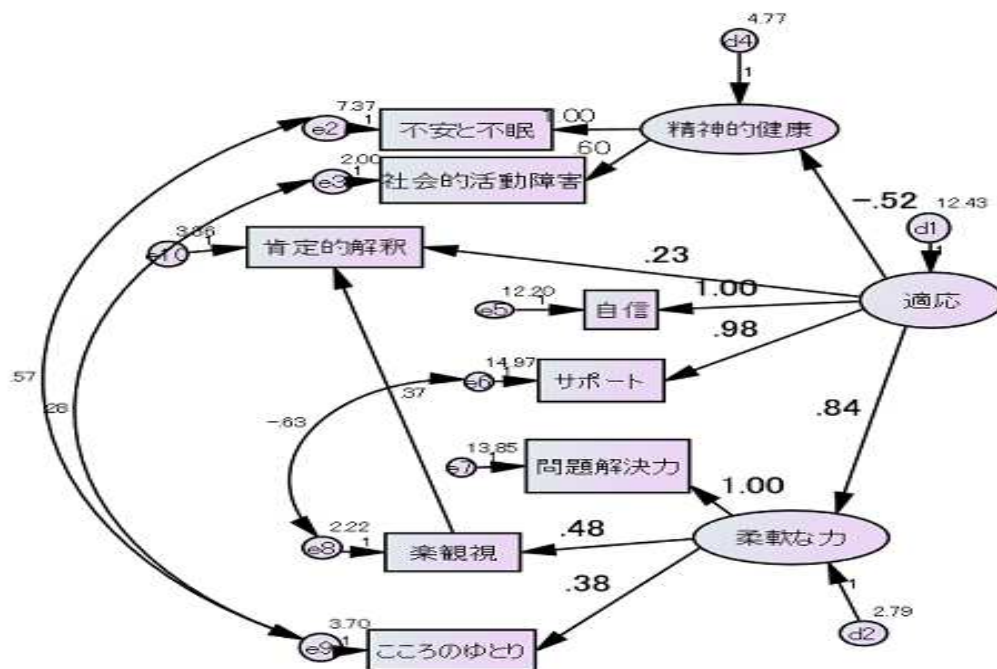 4.77
d4
1
7.37
e2
1
不安と不眠
1.00
精神的健康
.60
2.00
e3
1
社会的活動障害
-.52
12.43
d1
1
1
肯定的解釈
.23
12.20
e5
1
自信
1.00
適応
.98
14.97
e6
1
サポート
.57
.28
-.63
.37
.84
13.85
e7
1
問題解決力
1.00
2.22
e8
1
楽観視
.48
柔軟な力
.38
1
2.79
d2
3.70
e9
1
こころのゆとり